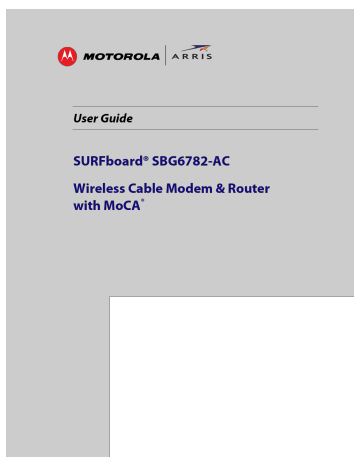 MOTOROLA ARRIS
User Guide
SURFboard® SBG6782-AC
Wireless Cable Modem & Router
with MoCA®